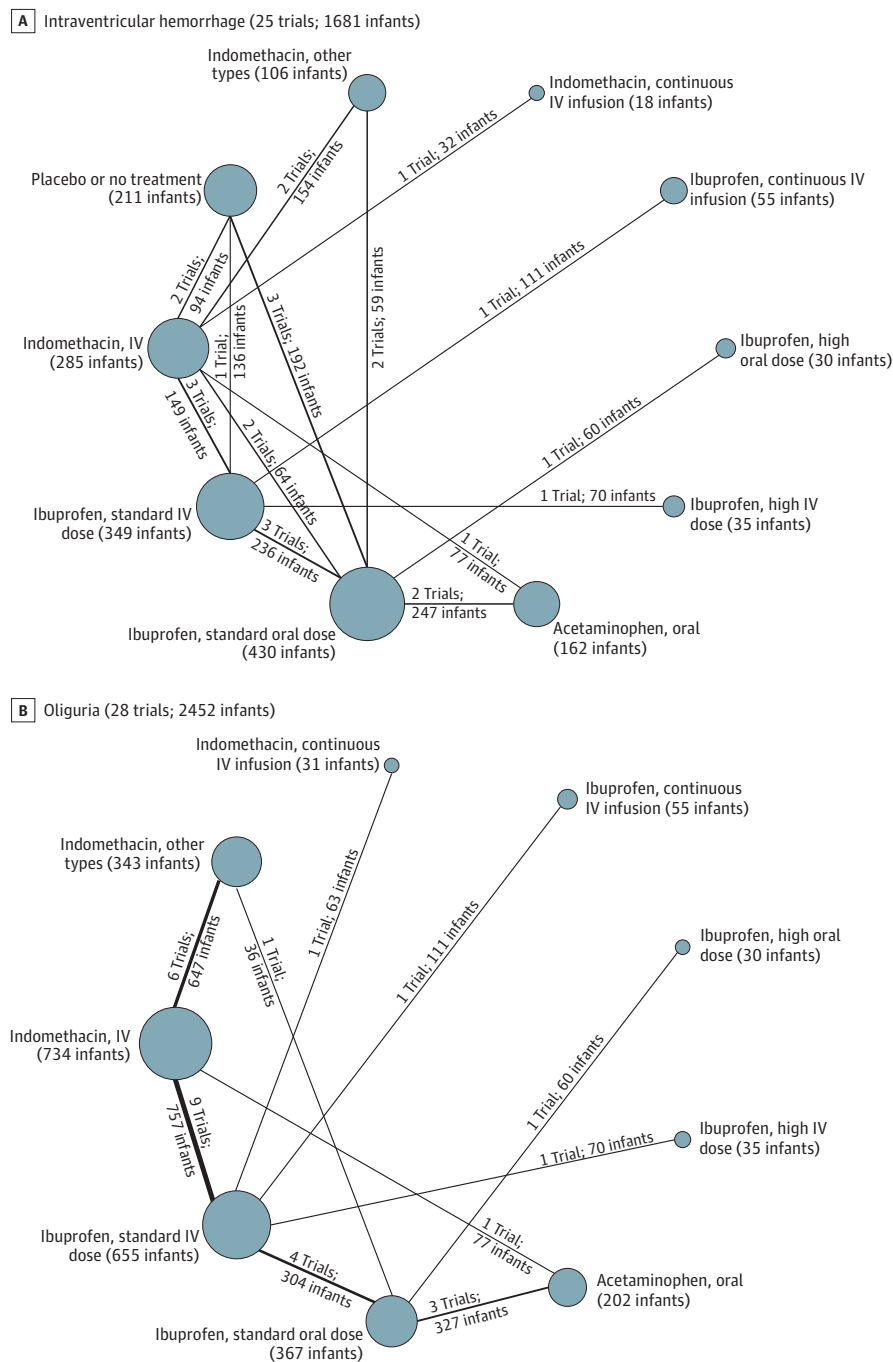 A Intraventricular hemorrhage (25 trials; 1681 infants)
Indomethacin, other
types (106 infants)
Indomethacin, continuous
IV infusion (18 infants)
2 Trials;
154 infants
1 Trial; 32 infants
Placebo or no treatment
(211 infants)
Ibuprofen, continuous IV
infusion (55 infants)
2 Trials;
94 infants
1 Trial;
136 infants
3 Trials; 192 infants
2 Trials; 59 infants
1 Trial; 111 infants
Indomethacin, IV
(285 infants)
Ibuprofen, high
oral dose (30 infants)
3 Trials;
149 infants
2 Trials; 64 infants
1 Trial; 60 infants
Ibuprofen, standard IV
dose (349 infants)
1 Trial; 70 infants
Ibuprofen, high IV
dose (35 infants)
3 Trials;
236 infants
1 Trial;
77 infants
2 Trials;
247 infants
Ibuprofen, standard oral dose
(430 infants)
Acetaminophen, oral
(162 infants)
B Oliguria (28 trials; 2452 infants)
Indomethacin, continuous
IV infusion (31 infants)
Ibuprofen, continuous
IV infusion (55 infants)
Indomethacin, other
types (343 infants)
1 Trial; 63 infants
1 Trial; 111 infants
6 Trials;
647 infants
1 Trial;
36 infants
Ibuprofen, high oral
dose (30 infants)
Indomethacin, IV
(734 infants)
1 Trial; 60 infants
9 Trials;
757 infants
1 Trial; 70 infants
Ibuprofen, high IV
dose (35 infants)
Ibuprofen, standard IV
dose (655 infants)
1 Trial;
77 infants
4 Trials;
304 infants
3 Trials;
327 infants
Acetaminophen, oral
(202 infants)
Ibuprofen, standard oral dose
(367 infants)